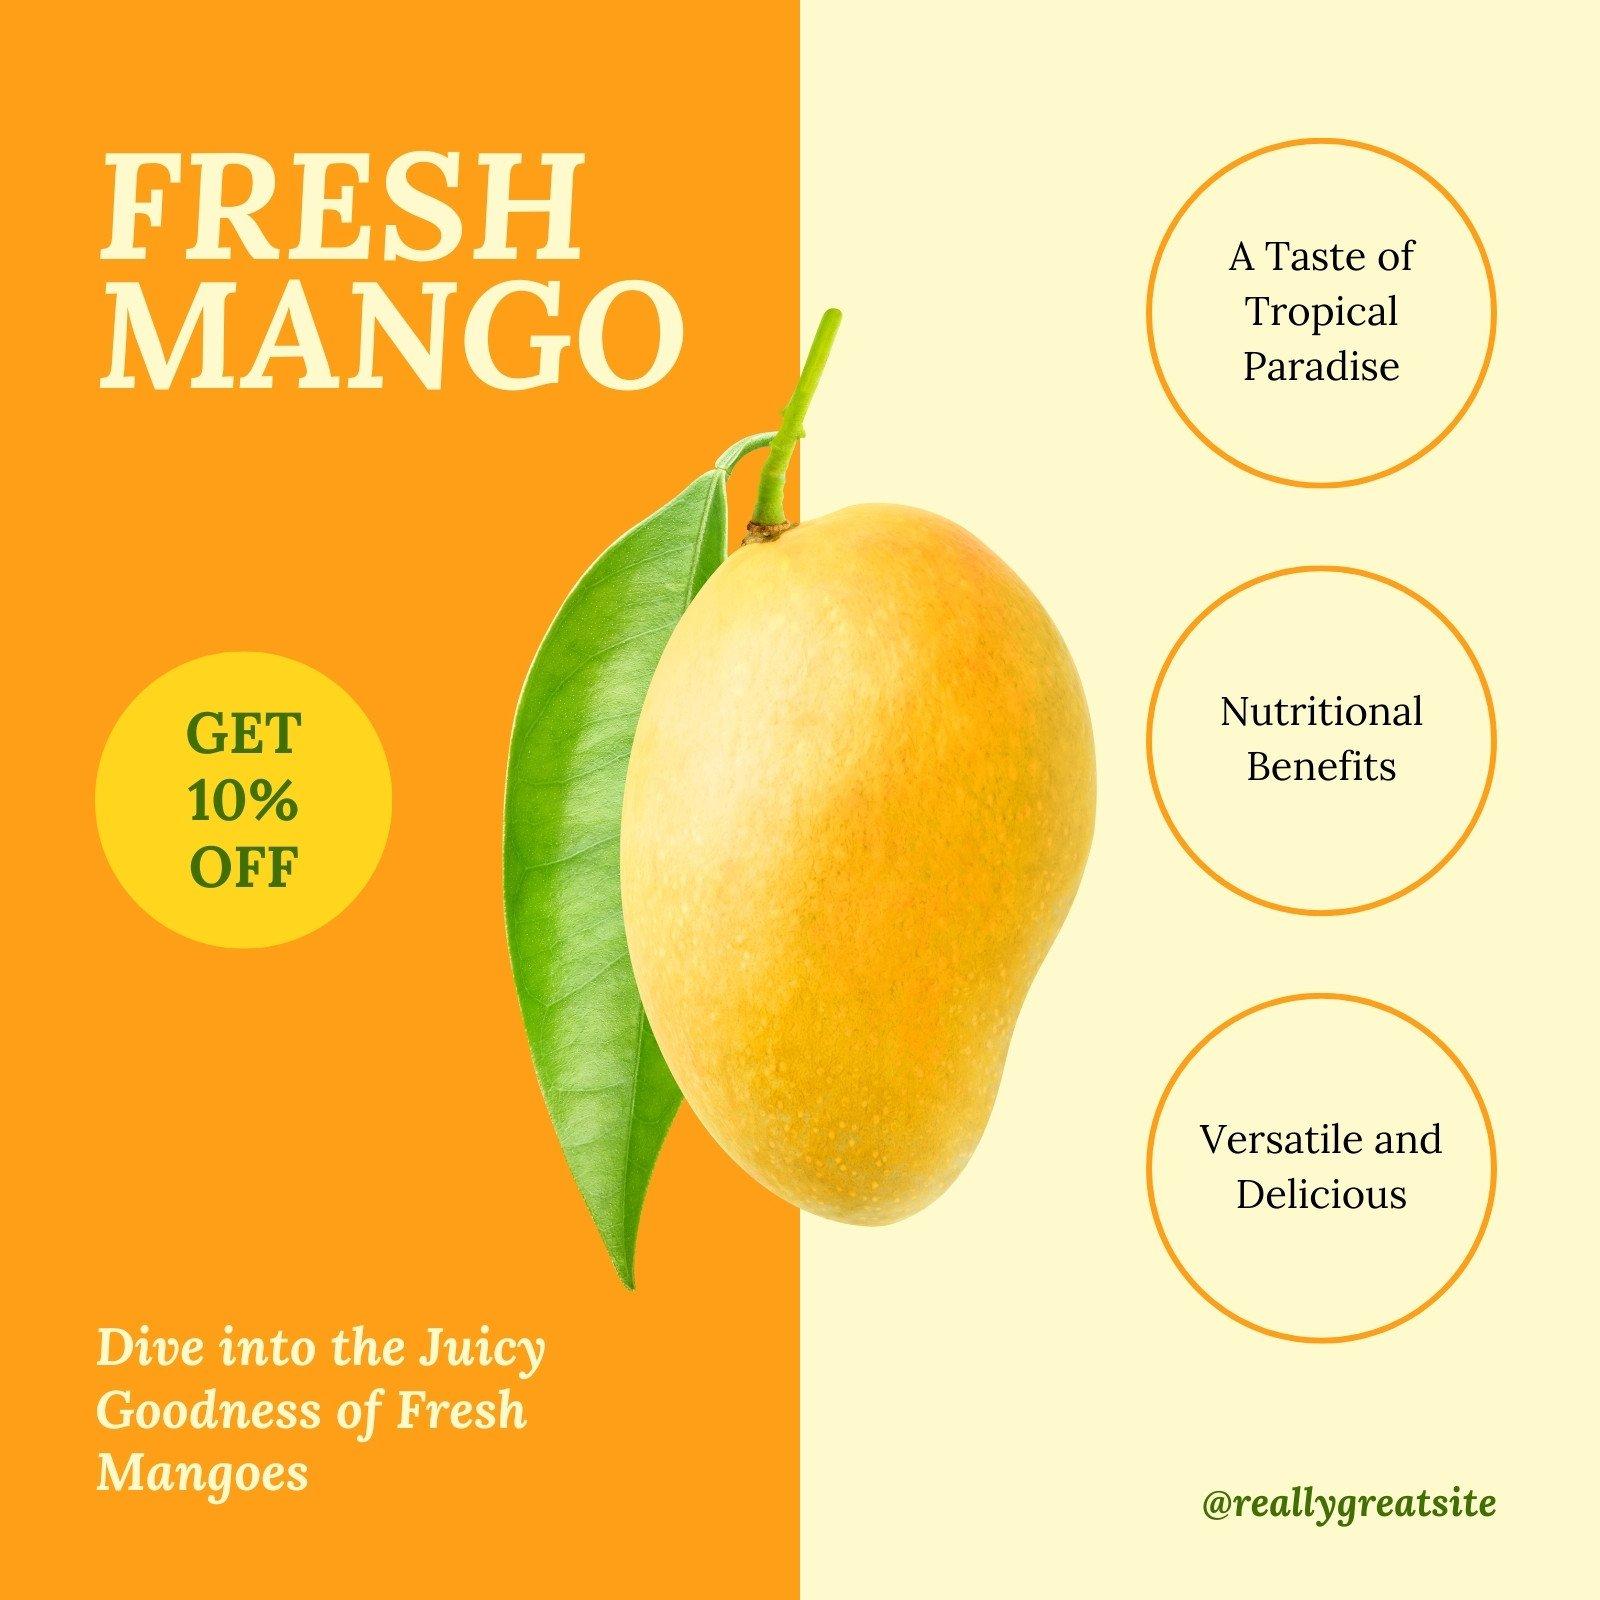 FRESH
MANGO
GET
10%
OFF
Dive into the Juicy
Goodness of Fresh
Mangoes
A Taste of
Tropical
Paradise
Nutritional
Benefits
Versatile and
Delicious
@reallygreatsite